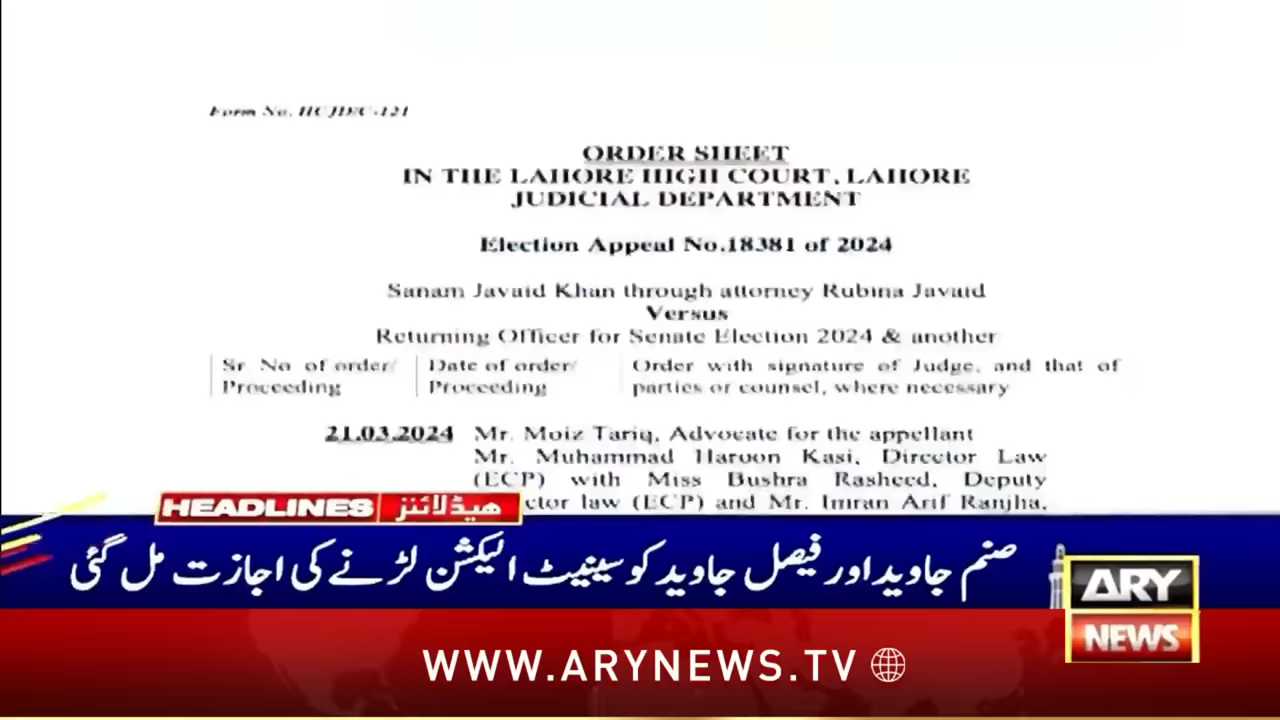 Form No. HCJDEC-121
ORDER SHEET
IN THE LAHORE HIGH COURT, LAHORE
JUDICIAL DEPARTMENT
Election Appeal No.18381 of 2024
Sanam Javaid Khan through attorney Rubina Javaid
Versus
Returning Officer for Senate Election 2024 & another
Sr. No of order/ Date of order/ Order with signature of Judge, and that of
Proceeding Proceeding parties or counsel, where necessary
21.03.2024 Mr. Moiz Tariq, Advocate for the appellant
Mr. Muhammad Haroon Kasi, Director Law
(ECP) with Miss Bushra Rasheed, Deputy
ctor law (ECP) and Mr. Imran Arif Ranjha,
HEADLINES ہیڈلائنز
صنم جاوید اور فیصل جاوید کو سینیٹ الیکشن لڑنے کی اجازت مل گئی
ARY
NEWS
WWW.ARYNEWS.TV